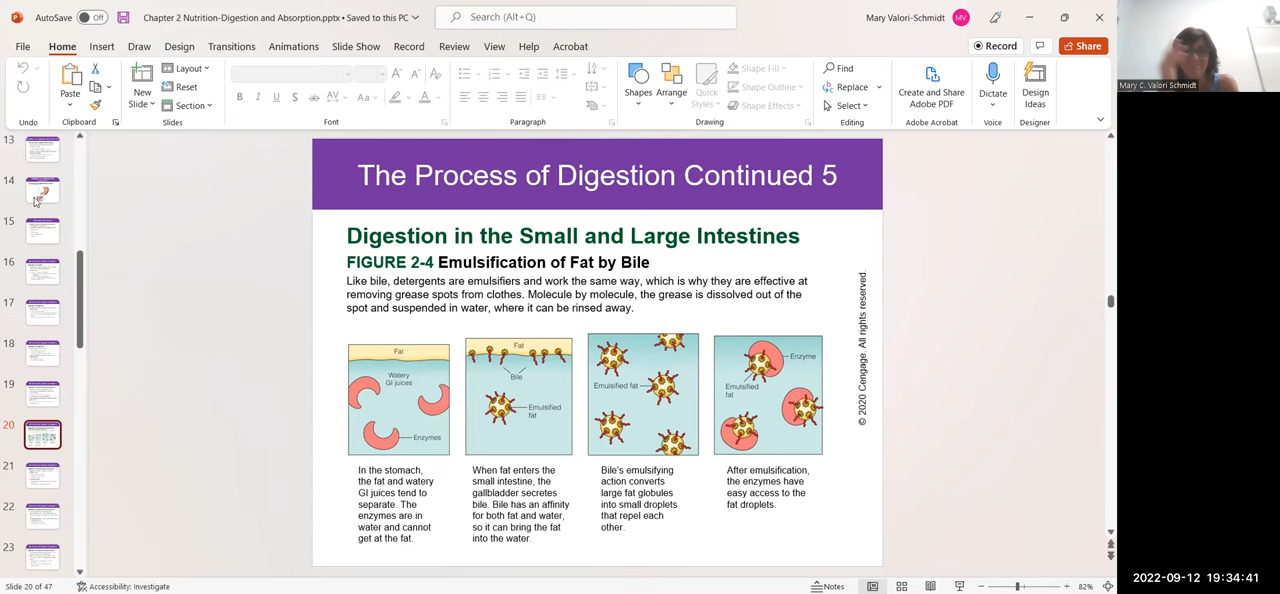 AutoSave Off Chapter 2 Nutrition-Digestion and Absorption.pptx • Saved to this PC Search (Alt+Q) Mary Valori-Schmidt MV
File Home Insert Draw Design Transitions Animations Slide Show Record Review View Help Acrobat Record Share
Paste
Clipboard
Undo
New
Slide
Layout
Reset
Section
Slides
B I U S ab AV Aa
Font
Paragraph
Shapes
Arrange
Quick
Styles
Shape Fill
Shape Outline
Shape Effects
Drawing
Find
Replace
Select
Editing
Create and Share
Adobe PDF
Adobe Acrobat
Dictate
Voice
Design
Ideas
Designer
Mary C. Valori Schmidt
13
14
15
16
17
18
19
20
21
22
23
The Process of Digestion Continued 5
Digestion in the Small and Large Intestines
FIGURE 2-4 Emulsification of Fat by Bile
Like bile, detergents are emulsifiers and work the same way, which is why they are effective at
removing grease spots from clothes. Molecule by molecule, the grease is dissolved out of the
spot and suspended in water, where it can be rinsed away.
Fat
Watery
GI juices
Enzymes
Fat
Bile
Emulsified
fat
Emulsified fat
Enzyme
Emulsified
fat
In the stomach,
the fat and watery
GI juices tend to
separate. The
enzymes are in
water and cannot
get at the fat.
When fat enters the
small intestine, the
gallbladder secretes
bile. Bile has an affinity
for both fat and water,
so it can bring the fat
into the water.
Bile's emulsifying
action converts
large fat globules
into small droplets
that repel each
other.
After emulsification,
the enzymes have
easy access to the
fat droplets.
© 2020 Cengage. All rights reserved.
Slide 20 of 47 Accessibility: Investigate Notes 82%
2022-09-12 19:34:41